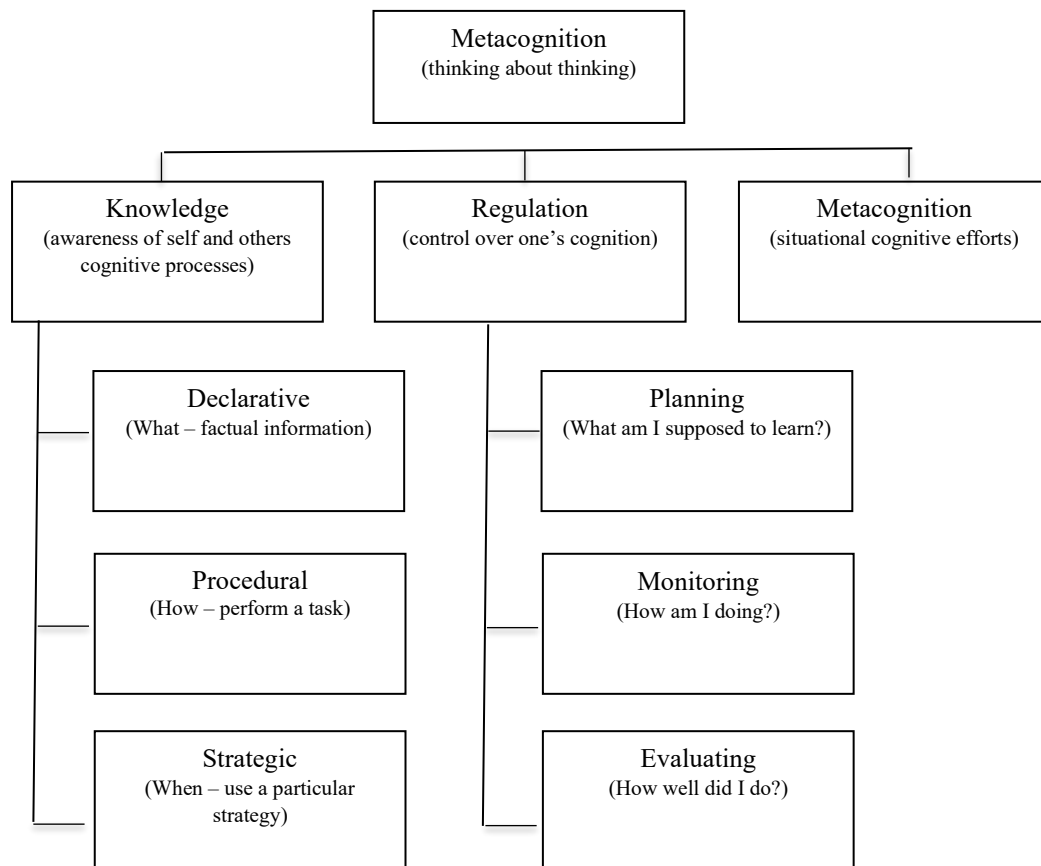 Metacognition
(thinking about thinking)
Knowledge
(awareness of self and others
cognitive processes)
Regulation
(control over one’s cognition)
Metacognition
(situational cognitive efforts)
Declarative
(What – factual information)
Planning
(What am I supposed to learn?)
Procedural
(How – perform a task)
Monitoring
(How am I doing?)
Strategic
(When – use a particular
strategy)
Evaluating
(How well did I do?)